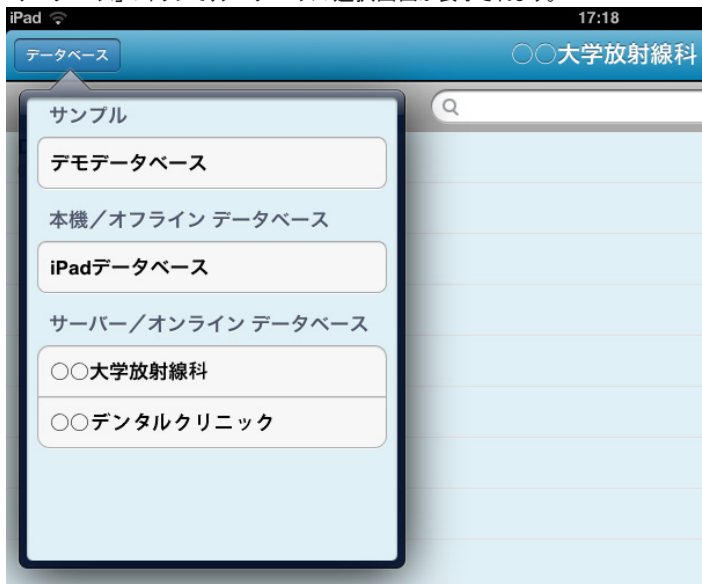 iPad
17:18
データベース
○○大学放射線科
サンプル
デモデータベース
本機／オフライン データベース
iPadデータベース
サーバー／オンライン データベース
○○大学放射線科
○○デンタルクリニック